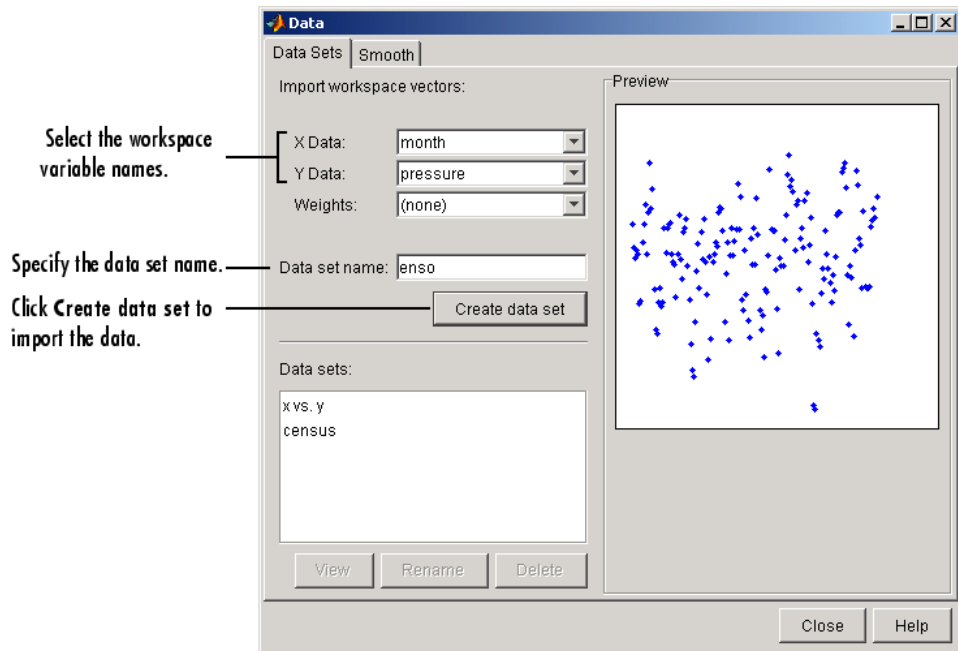 Data
Data Sets
Smooth
Import workspace vectors:
Preview
Select the workspace
variable names.
X Data:
month
Y Data:
pressure
Weights:
(none)
Specify the data set name.
Data set name:
enso
Click Create data set to
import the data.
Create data set
Data sets:
x vs. y
census
View
Rename
Delete
Close
Help